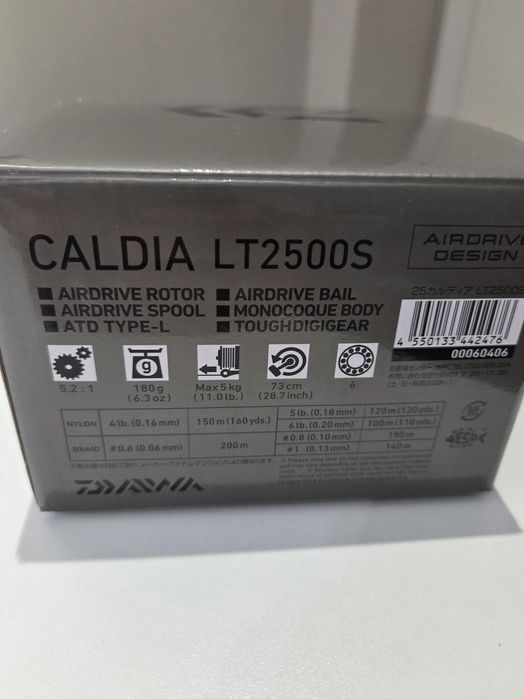 CALDIA LT2500S
AIRDRIVE
DESIGN
■ AIRDRIVE ROTOR ■ AIRDRIVE BAIL
■ AIRDRIVE SPOOL ■ MONOCOQUE BODY
■ ATD TYPE-L ■ TOUGHDIGIGEAR
25カルディア LT2500S
4 550133 442476
00060406
g
5.2 : 1
180g
(6.3 oz)
Max 5 kg
(11.0 lb.)
73 cm
(28.7 inch)
6
NYLON 4 lb. (0.16 mm) 150 m (160 yds.) 5 lb. (0.18 mm) 120 m (130 yds.)
6 lb. (0.20 mm) 100 m (110 yds.)
BRAID #0.6 (0.06 mm) 200 m #0.8 (0.10 mm) 190 m
#1 (0.13 mm) 140 m
DAIWA